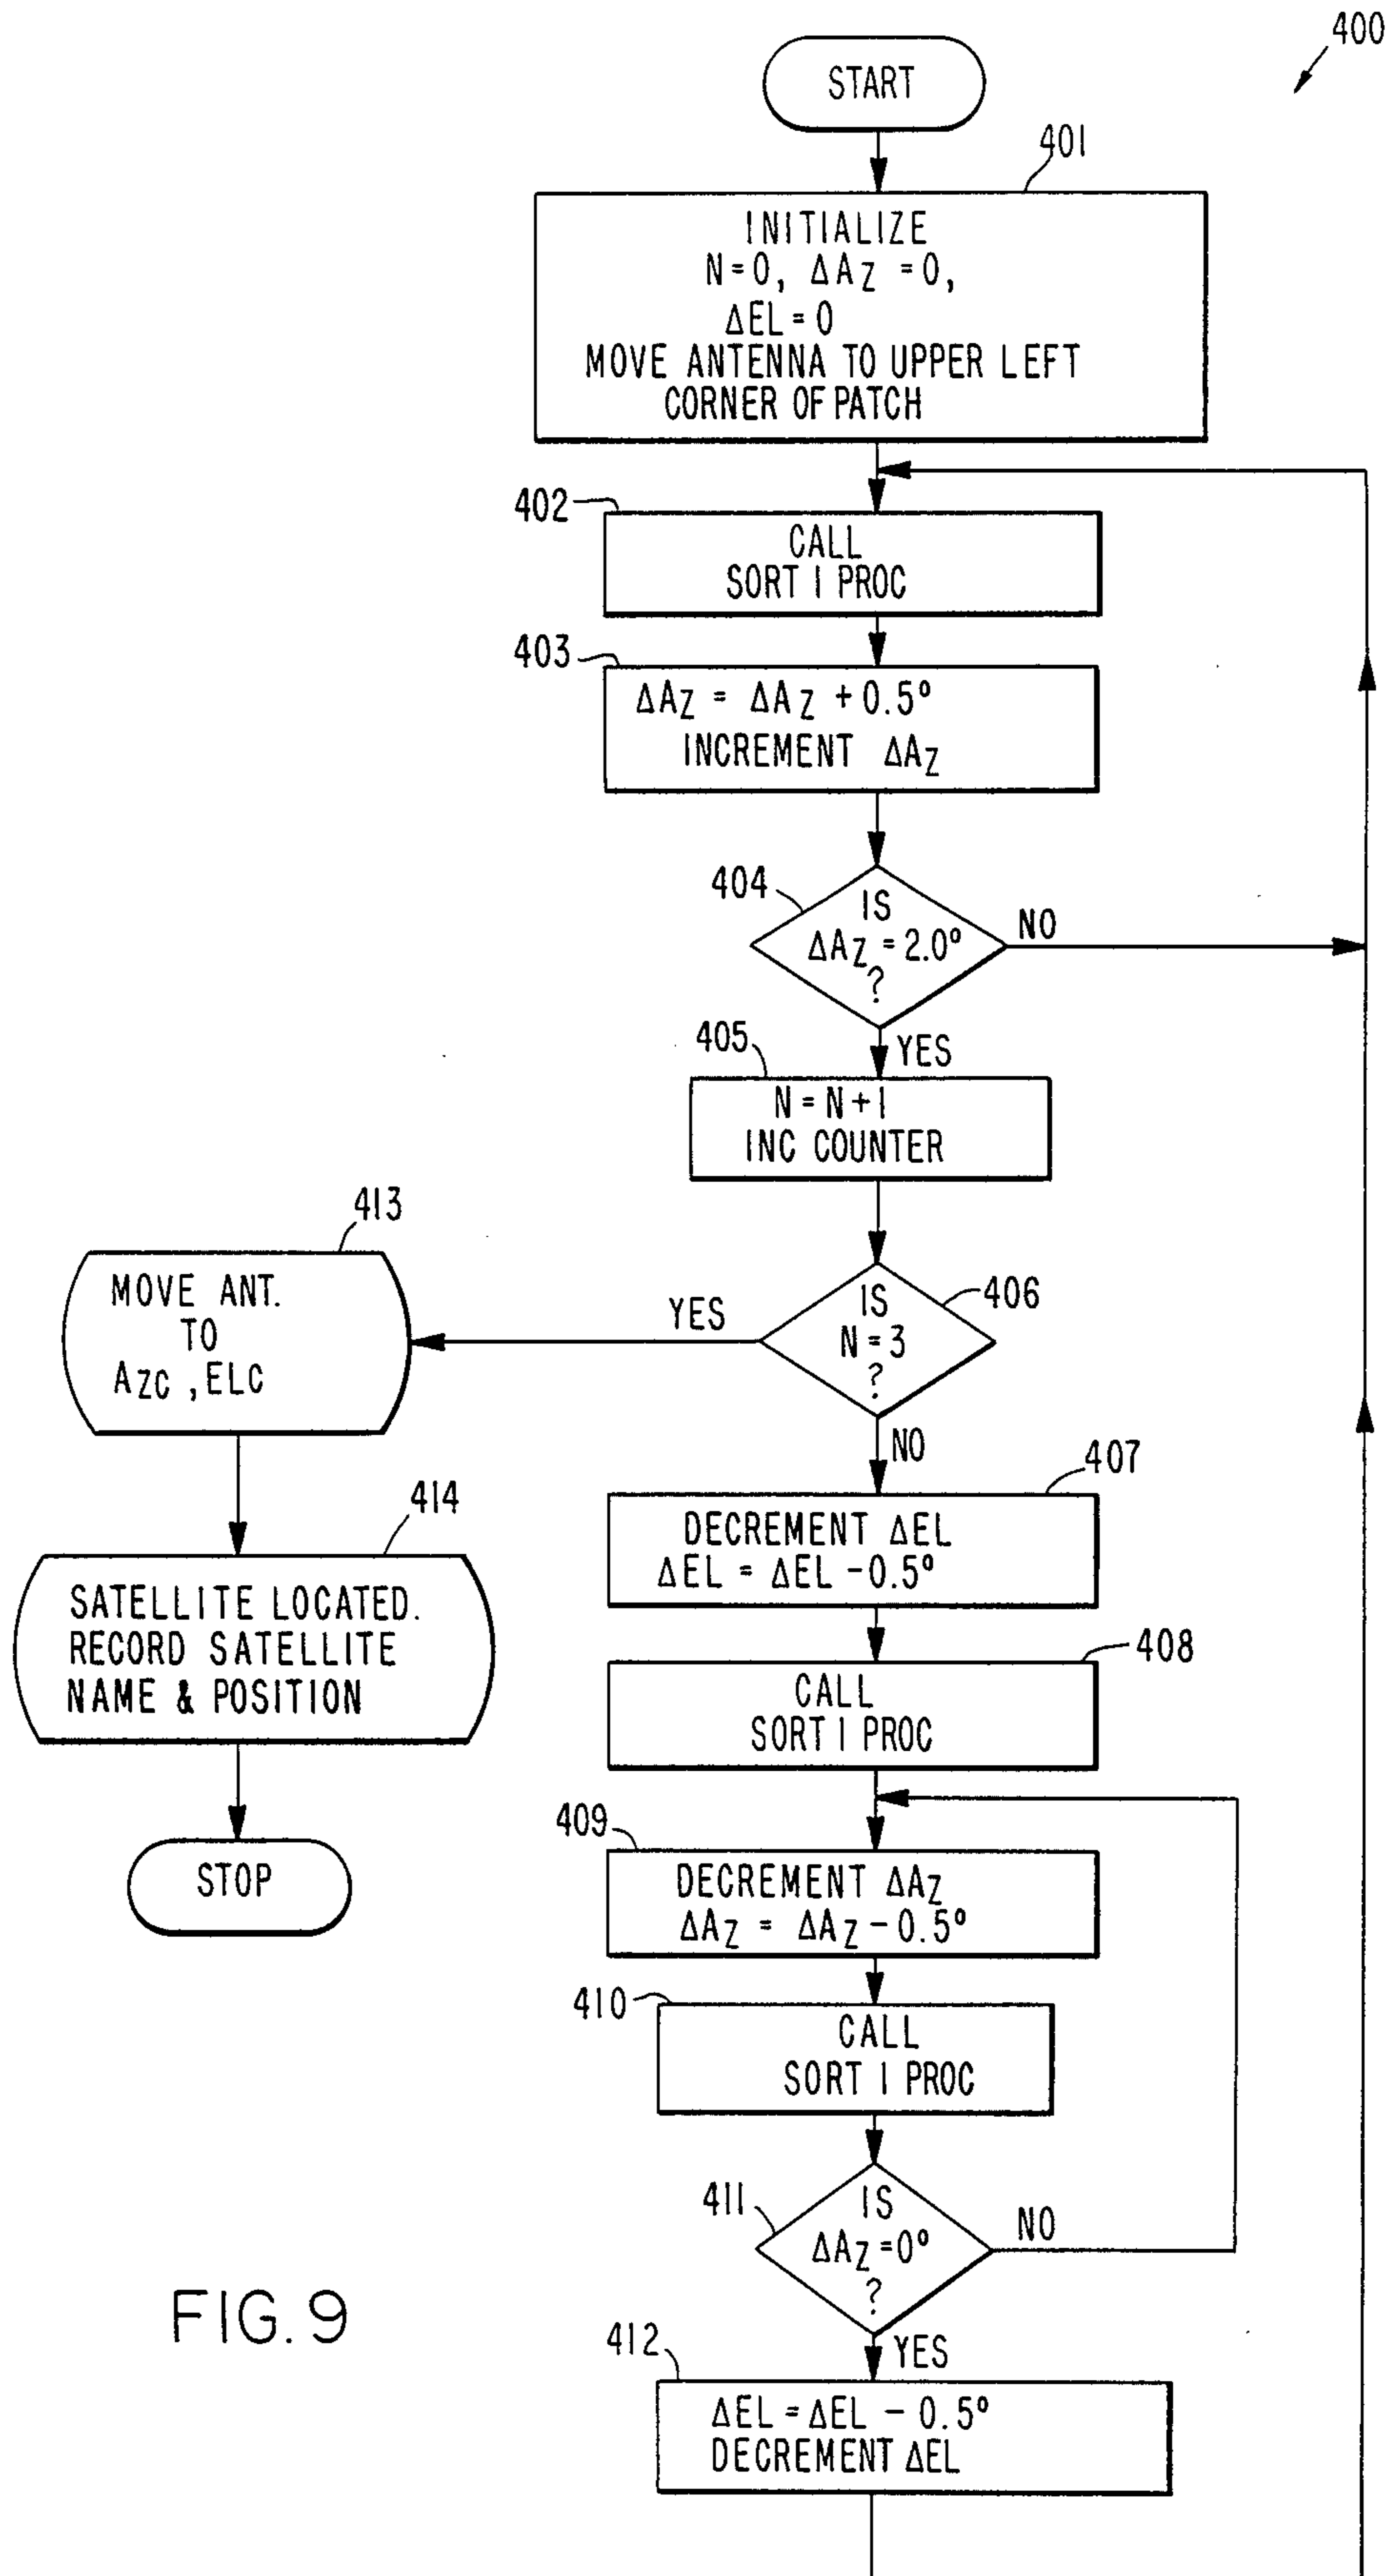 400
START
401
INITIALIZE
N=0, ΔAZ =0,
ΔEL=0
MOVE ANTENNA TO UPPER LEFT
CORNER OF PATCH
402
CALL
SORT 1 PROC
403
ΔAZ = ΔAZ +0.5°
INCREMENT ΔAZ
404
IS
ΔAZ =2.0°
?
NO
YES
405
N=N+1
INC COUNTER
406
IS
N=3
?
YES
NO
413
MOVE ANT.
TO
AZC ,ELC
414
SATELLITE LOCATED.
RECORD SATELLITE
NAME & POSITION
STOP
407
DECREMENT ΔEL
ΔEL = ΔEL -0.5°
408
CALL
SORT 1 PROC
409
DECREMENT ΔAZ
ΔAZ = ΔAZ - 0.5°
410
CALL
SORT 1 PROC
411
IS
ΔAZ =0°
?
NO
YES
412
ΔEL=ΔEL - 0.5°
DECREMENT ΔEL
FIG. 9